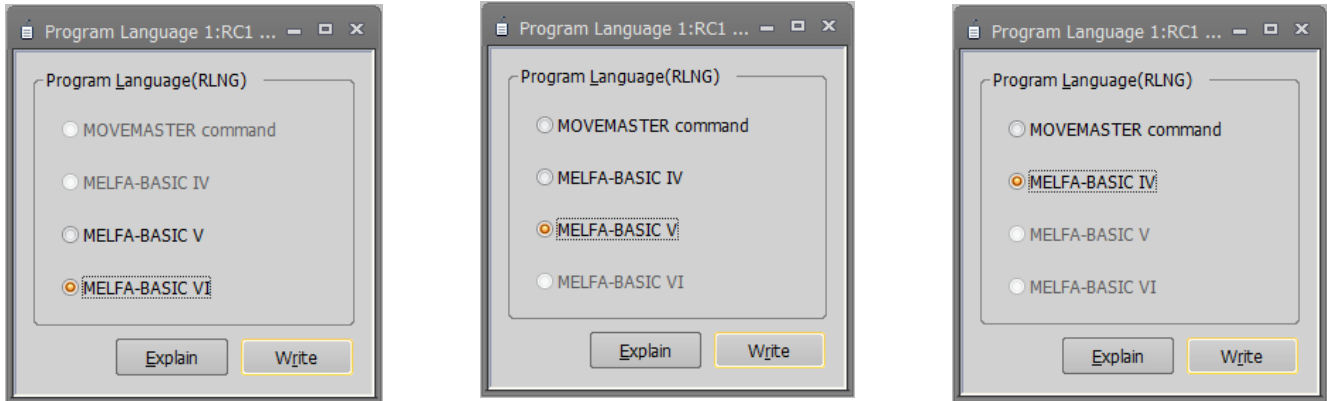 Program Language 1:RC1 ...
Program Language(RLNG)
MOVEMASTER command
MELFA-BASIC IV
MELFA-BASIC V
MELFA-BASIC VI
Explain
Write
Program Language 1:RC1 ...
Program Language(RLNG)
MOVEMASTER command
MELFA-BASIC IV
MELFA-BASIC V
MELFA-BASIC VI
Explain
Write
Program Language 1:RC1 ...
Program Language(RLNG)
MOVEMASTER command
MELFA-BASIC IV
MELFA-BASIC V
MELFA-BASIC VI
Explain
Write